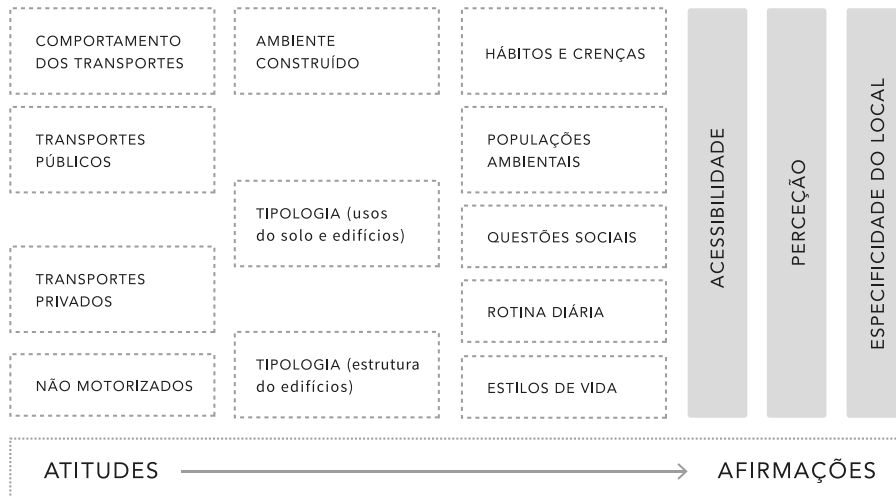 COMPORTAMENTO
DOS TRANSPORTES
TRANSPORTES
PÚBLICOS
TRANSPORTES
PRIVADOS
NÃO MOTORIZADOS
AMBIENTE
CONSTRUÍDO
TIPOLOGIA (usos
do solo e edifícios)
TIPOLOGIA (estrutura
do edifícios)
HÁBITOS E CRENÇAS
POPULAÇÕES
AMBIENTAIS
QUESTÕES SOCIAIS
ROTINA DIÁRIA
ESTILOS DE VIDA
ACESSIBILIDADE
PERCEÇÃO
ESPECIFICIDADE DO LOCAL
ATITUDES
AFIRMAÇÕES